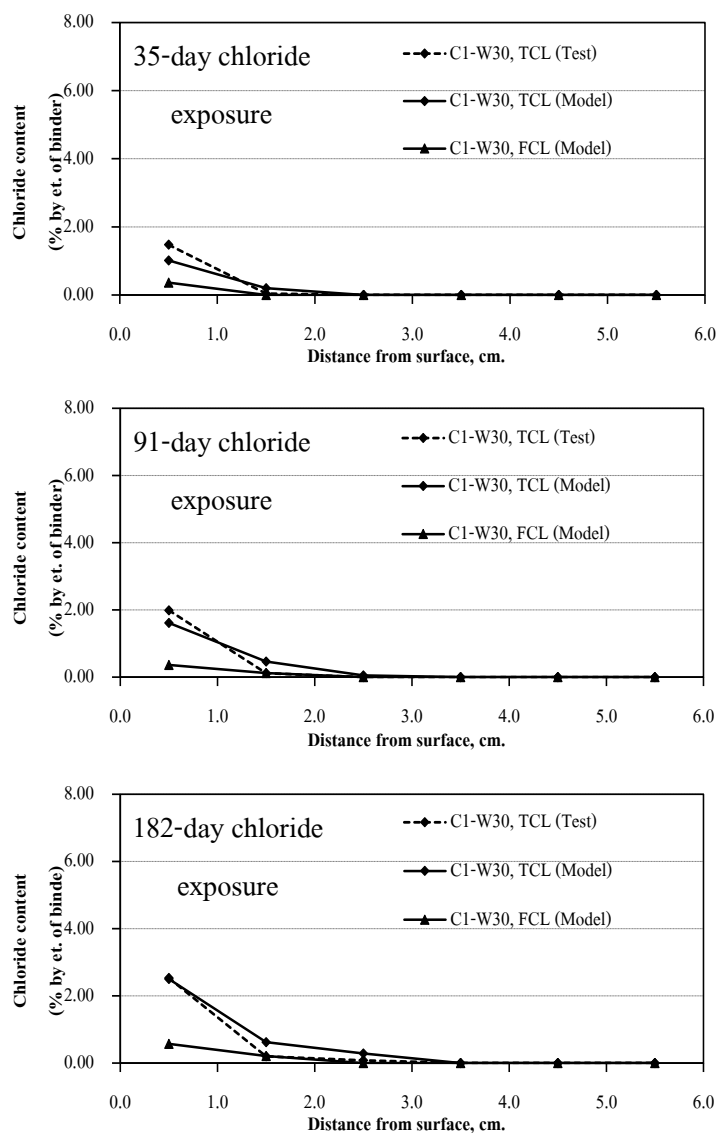 8.00
35-day chloride
exposure
C1-W30, TCL (Test)
C1-W30, TCL (Model)
C1-W30, FCL (Model)
6.00
4.00
2.00
0.00
Chloride content
(% by et. of binder)
0.0 1.0 2.0 3.0 4.0 5.0 6.0
Distance from surface, cm.
8.00
91-day chloride
exposure
C1-W30, TCL (Test)
C1-W30, TCL (Model)
C1-W30, FCL (Model)
6.00
4.00
2.00
0.00
Chloride content
(% by et. of binder)
0.0 1.0 2.0 3.0 4.0 5.0 6.0
Distance from surface, cm.
8.00
182-day chloride
exposure
C1-W30, TCL (Test)
C1-W30, TCL (Model)
C1-W30, FCL (Model)
6.00
4.00
2.00
0.00
Chloride content
(% by et. of binde)
0.0 1.0 2.0 3.0 4.0 5.0 6.0
Distance from surface, cm.